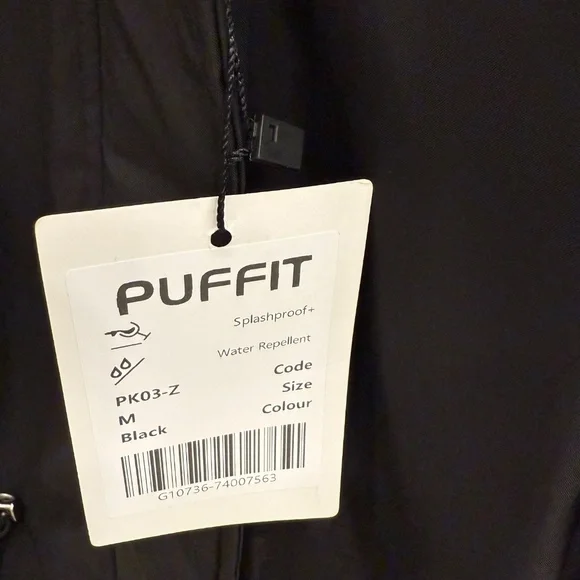 PUFFIT
Splashproof+
Water Repellent
PK03-Z Code
M Size
Black Colour
G10736-74007563